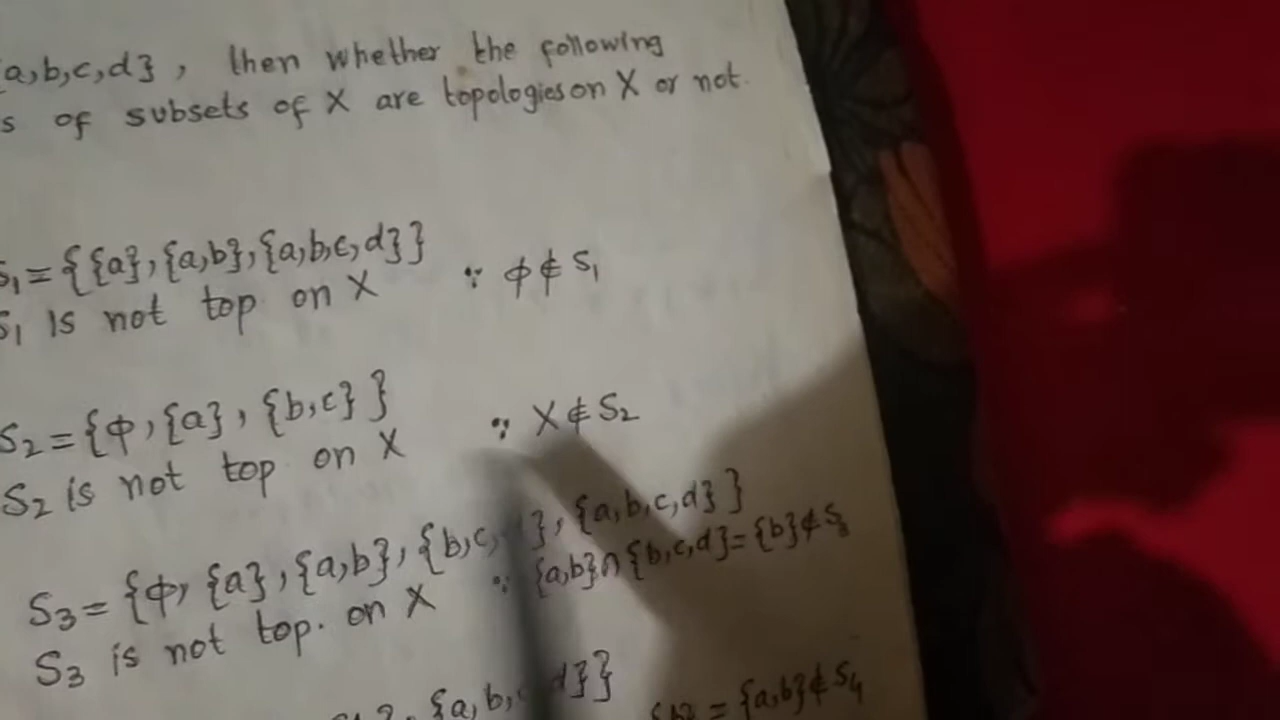 a,b,c,d}, then whether the following
s of subsets of X are topologies on X or not.
S₁ = {{a},{a,b},{a,b,c,d}}
S₁ is not top on X ∵ ϕ ∉ S₁
S₂ = {ϕ, {a}, {b,c}}
S₂ is not top on X ∵ X ∉ S₂
S₃ = {ϕ, {a}, {a,b}, {b,c, d}, {a,b,c,d}}
S₃ is not top. on X ∵ {a,b} ∩ {b,c,d} = {b} ∉ S₃
{a,b, d}}
= {a,b} ∉ S₄